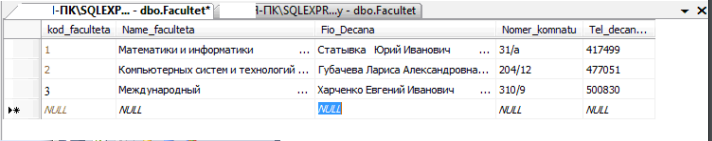 Й-ПК\SQLEXPR... - dbo.Facultet* Й-ПК\SQLEXPR...y - dbo.Facultet
kod_faculteta Name_faculteta Fio_Decana Nomer_komnatu Tel_decan...
1 Математики и информатики ... Статывка Юрий Иванович ... 31/а 417499
2 Компьютерных систем и технологий ... Губачева Лариса Александровна... 204/12 477051
3 Международный ... Харченко Евгений Иванович ... 310/9 500830
NULL NULL NULL NULL NULL